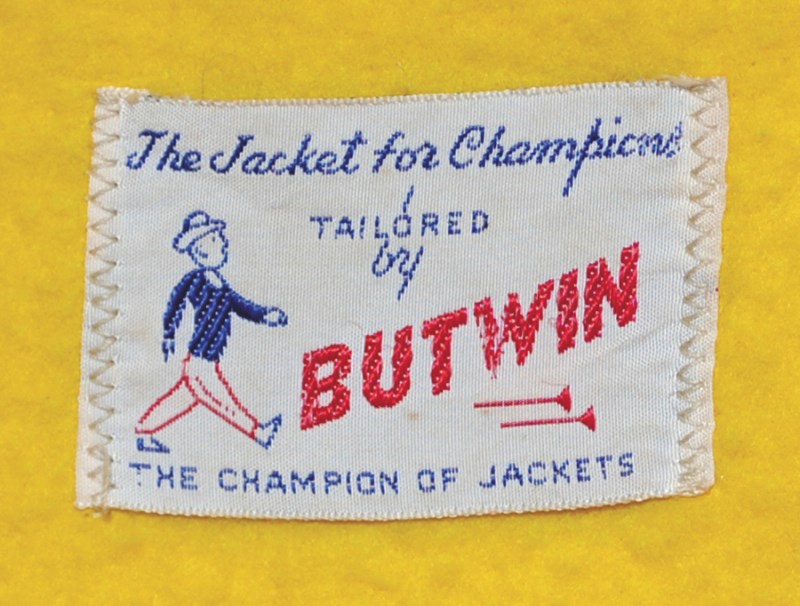 The Jacket for Champions
TAILORED
by
BUTWIN
THE CHAMPION OF JACKETS